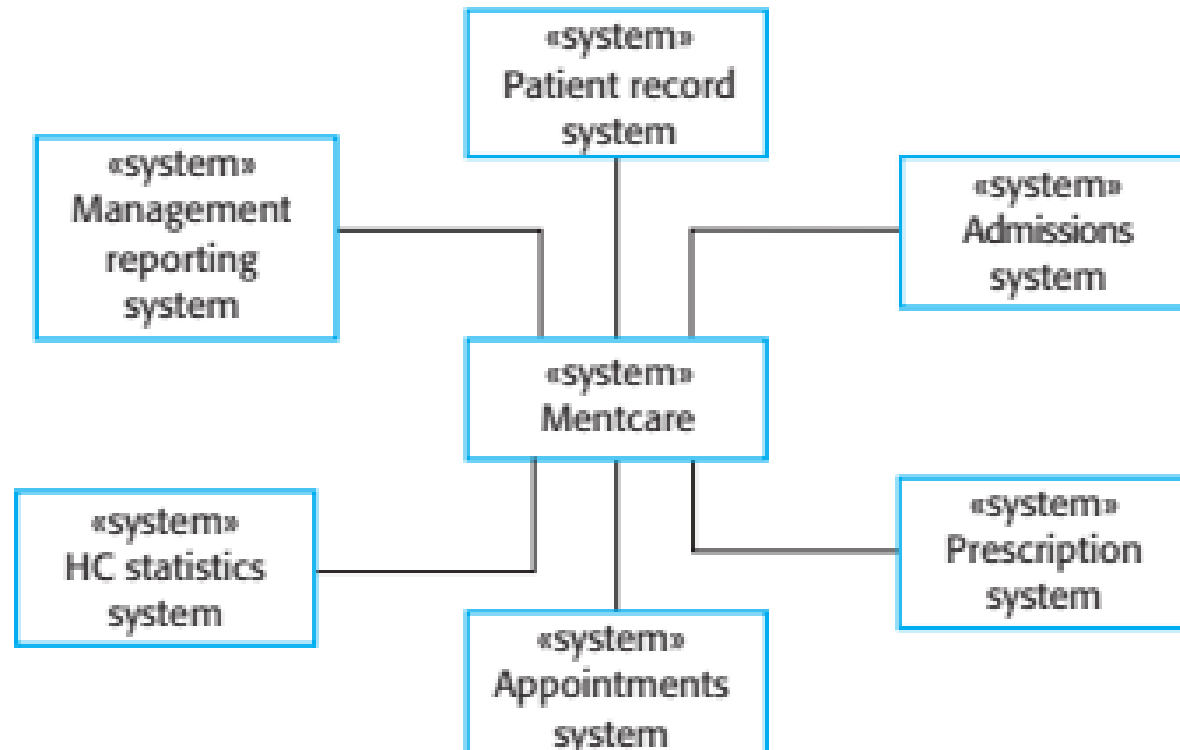 «system»
Patient record
system
«system»
Management
reporting
system
«system»
Admissions
system
«system»
Mentcare
«system»
HC statistics
system
«system»
Prescription
system
«system»
Appointments
system